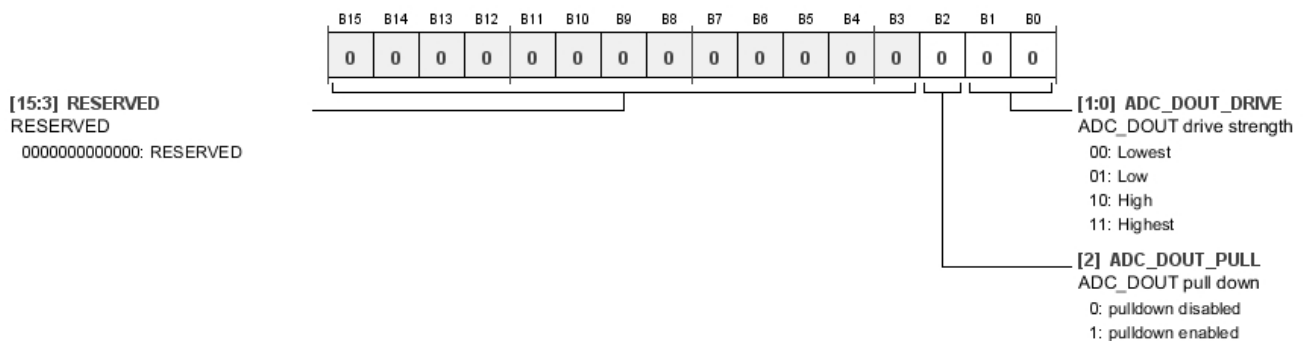 B15 B14 B13 B12 B11 B10 B9 B8 B7 B6 B5 B4 B3 B2 B1 B0
0 0 0 0 0 0 0 0 0 0 0 0 0 0 0 0
[15:3] RESERVED
RESERVED
0000000000000: RESERVED
[1:0] ADC_DOUT_DRIVE
ADC_DOUT drive strength
00: Lowest
01: Low
10: High
11: Highest
[2] ADC_DOUT_PULL
ADC_DOUT pull down
0: pulldown disabled
1: pulldown enabled